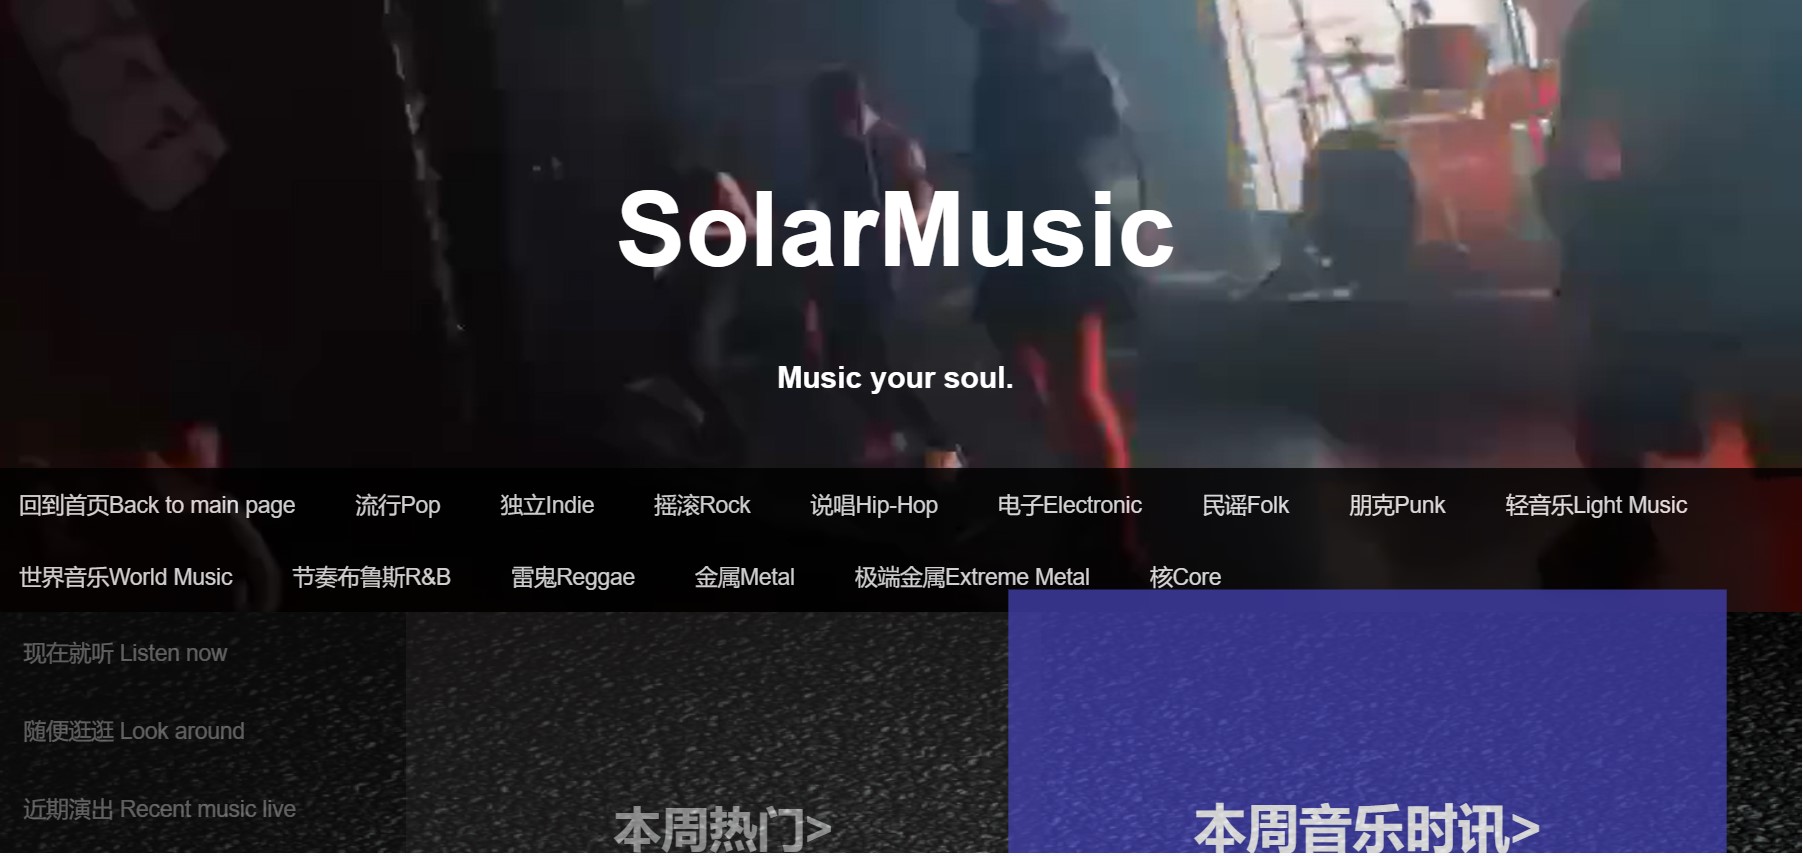 SolarMusic
Music your soul.
回到首页Back to main page 流行Pop 独立Indie 摇滚Rock 说唱Hip-Hop 电子Electronic 民谣Folk 朋克Punk 轻音乐Light Music
世界音乐World Music 节奏布鲁斯R&B 雷鬼Reggae 金属Metal 极端金属Extreme Metal 核Core
现在就听 Listen now
随便逛逛 Look around
近期演出 Recent music live
本周热门>
本周音乐时讯>